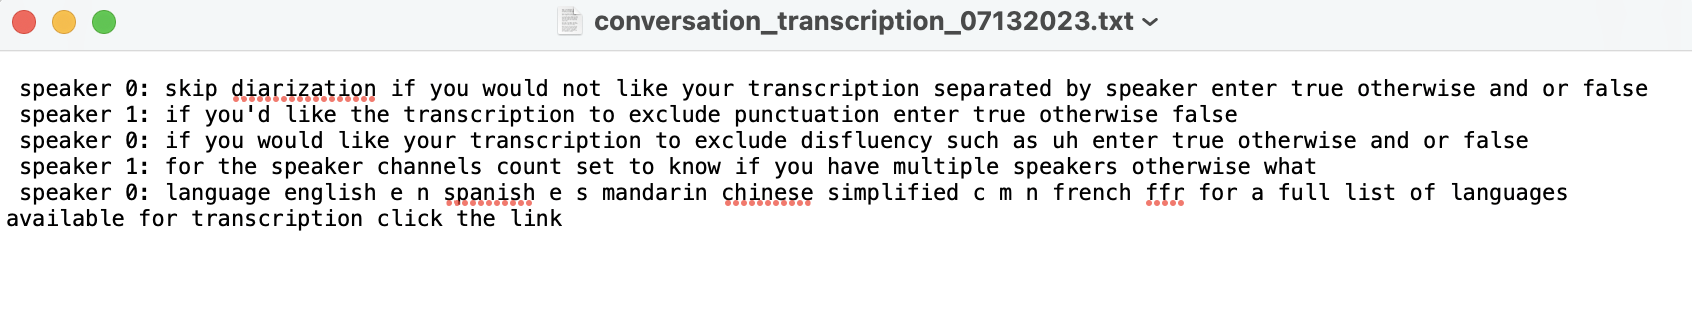 conversation_transcription_07132023.txt
speaker 0: skip diarization if you would not like your transcription separated by speaker enter true otherwise and or false
speaker 1: if you'd like the transcription to exclude punctuation enter true otherwise false
speaker 0: if you would like your transcription to exclude disfluency such as uh enter true otherwise and or false
speaker 1: for the speaker channels count set to know if you have multiple speakers otherwise what
speaker 0: language english e n spanish e s mandarin chinese simplified c m n french ffr for a full list of languages
available for transcription click the link